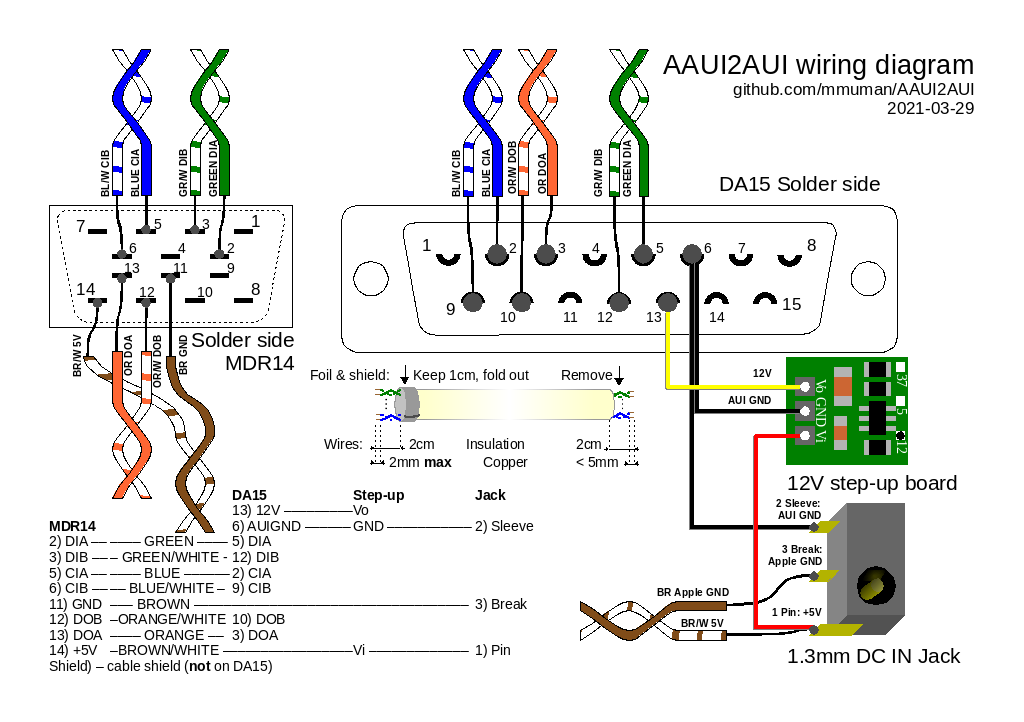 AAUI2AUI wiring diagram
github.com/mmuman/AAUI2AUI
2021-03-29
BL/W CIB
BLUE CIA
GR/W DIB
GREEN DIA
BL/W CIB
BLUE CIA
OR/W DOB
OR DOA
GR/W DIB
GREEN DIA
DA15 Solder side
7 5 3 1
6 4 2
13 11 9
14 12 10 8
1 2 3 4 5 6 7 8
9 10 11 12 13 14 15
Solder side
MDR14
BR/W 5V
OR DOA
OR/W DOB
BR GND
Foil & shield: Keep 1cm, fold out Remove
Wires: 2cm Insulation 2cm
2mm max Copper < 5mm
12V
AUI GND
Vo GND Vi
37
5
12
12V step-up board
2 Sleeve:
AUI GND
3 Break:
Apple GND
1 Pin: +5V
BR Apple GND
BR/W 5V
1.3mm DC IN Jack
DA15 Step-up Jack
13) 12V ————— Vo
MDR14 6) AUIGND ——— GND —————— 2) Sleeve
2) DIA —— —— GREEN —— 5) DIA
3) DIB —– – GREEN/WHITE - 12) DIB
5) CIA —— —— BLUE ——— 2) CIA
6) CIB —— — BLUE/WHITE – 9) CIB
11) GND —– BROWN ——————————————— 3) Break
12) DOB –ORANGE/WHITE 10) DOB
13) DOA —— ORANGE –– 3) DOA
14) +5V –BROWN/WHITE ———————— Vi ——————— 1) Pin
Shield) – cable shield (not on DA15)